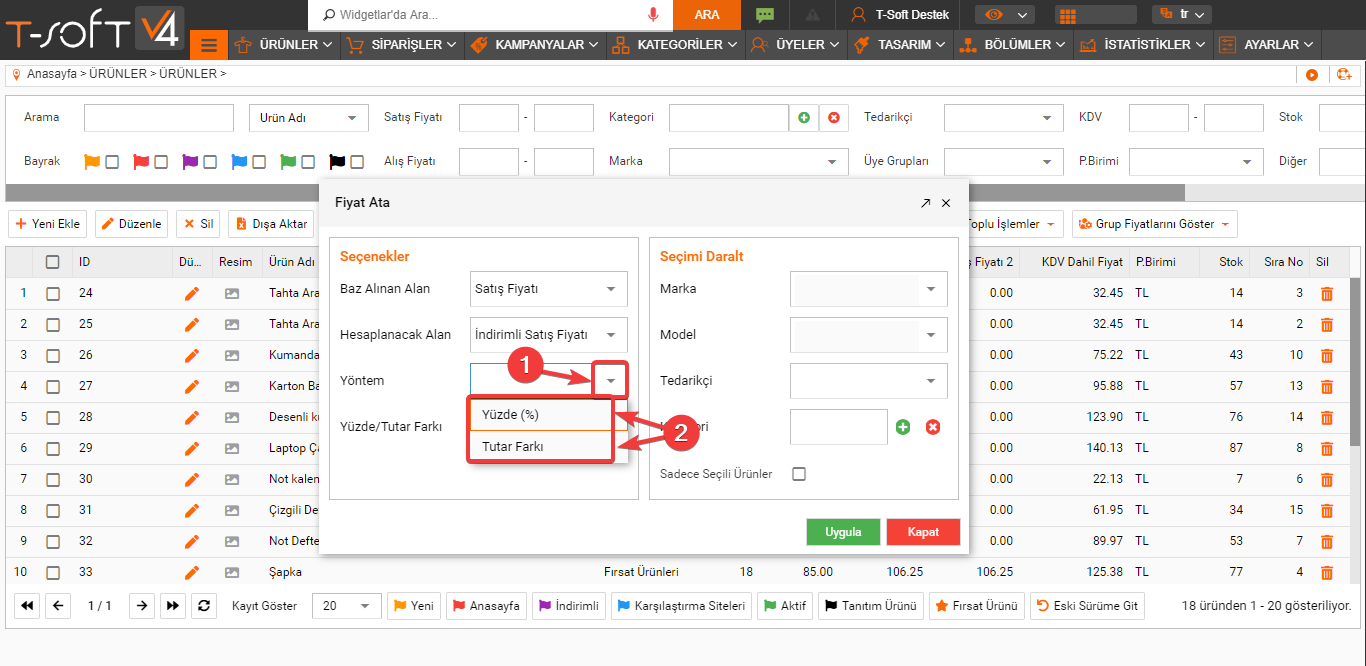 T-SOFT V4
Widgetlar'da Ara...
ARA
T-Soft Destek
tr
ÜRÜNLER
SİPARİŞLER
KAMPANYALAR
KATEGORİLER
ÜYELER
TASARIM
BÖLÜMLER
İSTATİSTİKLER
AYARLAR
Anasayfa > ÜRÜNLER > ÜRÜNLER >
Arama
Ürün Adı
Satış Fiyatı
-
Kategori
Tedarikçi
KDV
-
Stok
Bayrak
Alış Fiyatı
-
Marka
Üye Grupları
P.Birimi
Diğer
Yeni Ekle
Düzenle
Sil
Dışa Aktar
Toplu İşlemler
Grup Fiyatlarını Göster
ID
Dü...
Resim
Ürün Adı
Fiyatı 2
KDV Dahil Fiyat
P.Birimi
Stok
Sıra No
Sil
1 24 Tahta Ara 0.00 32.45 TL 14 3
2 25 Tahta Ara 0.00 32.45 TL 14 2
3 26 Kumanda 0.00 75.22 TL 43 10
4 27 Karton Ba 0.00 95.88 TL 57 13
5 28 Desenli k 0.00 123.90 TL 76 14
6 29 Laptop Ç 0.00 140.13 TL 87 8
7 30 Not kalen 0.00 22.13 TL 7 6
8 31 Çizgili De 0.00 61.95 TL 34 15
9 32 Not Defte 0.00 89.97 TL 53 7
10 33 Şapka Fırsat Ürünleri 18 85.00 106.25 106.25 125.38 TL 77 4
Fiyat Ata
Seçenekler
Baz Alınan Alan
Satış Fiyatı
Hesaplanacak Alan
İndirimli Satış Fiyatı
Yöntem
1
Yüzde (%)
Tutar Farkı
2
Yüzde/Tutar Farkı
Seçimi Daralt
Marka
Model
Tedarikçi
Sadece Seçili Ürünler
Uygula
Kapat
1 / 1
Kayıt Göster
20
Yeni
Anasayfa
İndirimli
Karşılaştırma Siteleri
Aktif
Tanıtım Ürünü
Fırsat Ürünü
Eski Sürüme Git
18 üründen 1 - 20 gösteriliyor.